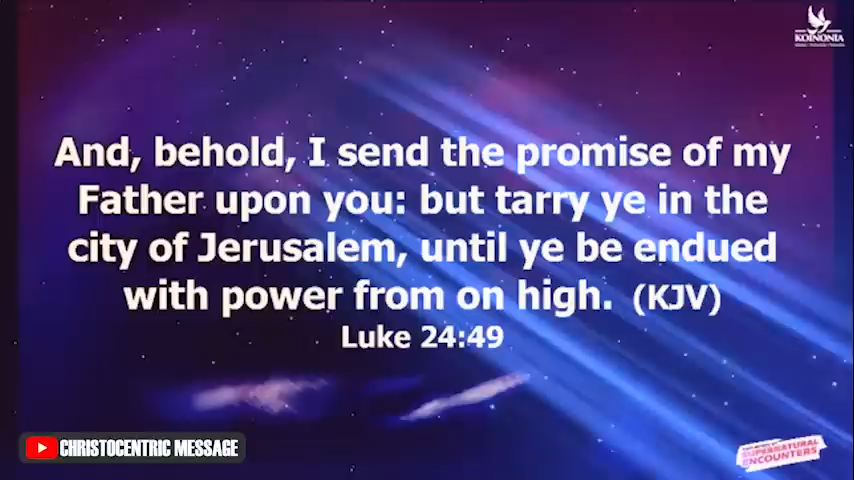 KOINONIA
And, behold, I send the promise of my
Father upon you: but tarry ye in the
city of Jerusalem, until ye be endued
with power from on high. (KJV)
Luke 24:49
CHRISTOCENTRIC MESSAGE
SUPERNATURAL
ENCOUNTERS